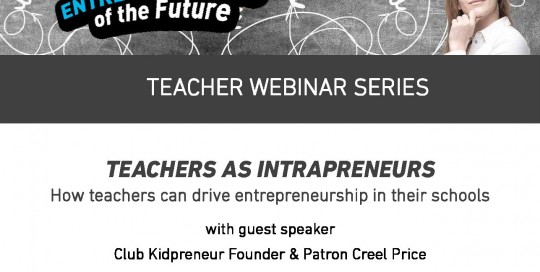 of the Future
TEACHER WEBINAR SERIES
TEACHERS AS INTRAPRENEURS
How teachers can drive entrepreneurship in their schools
with guest speaker
Club Kidpreneur Founder & Patron Creel Price